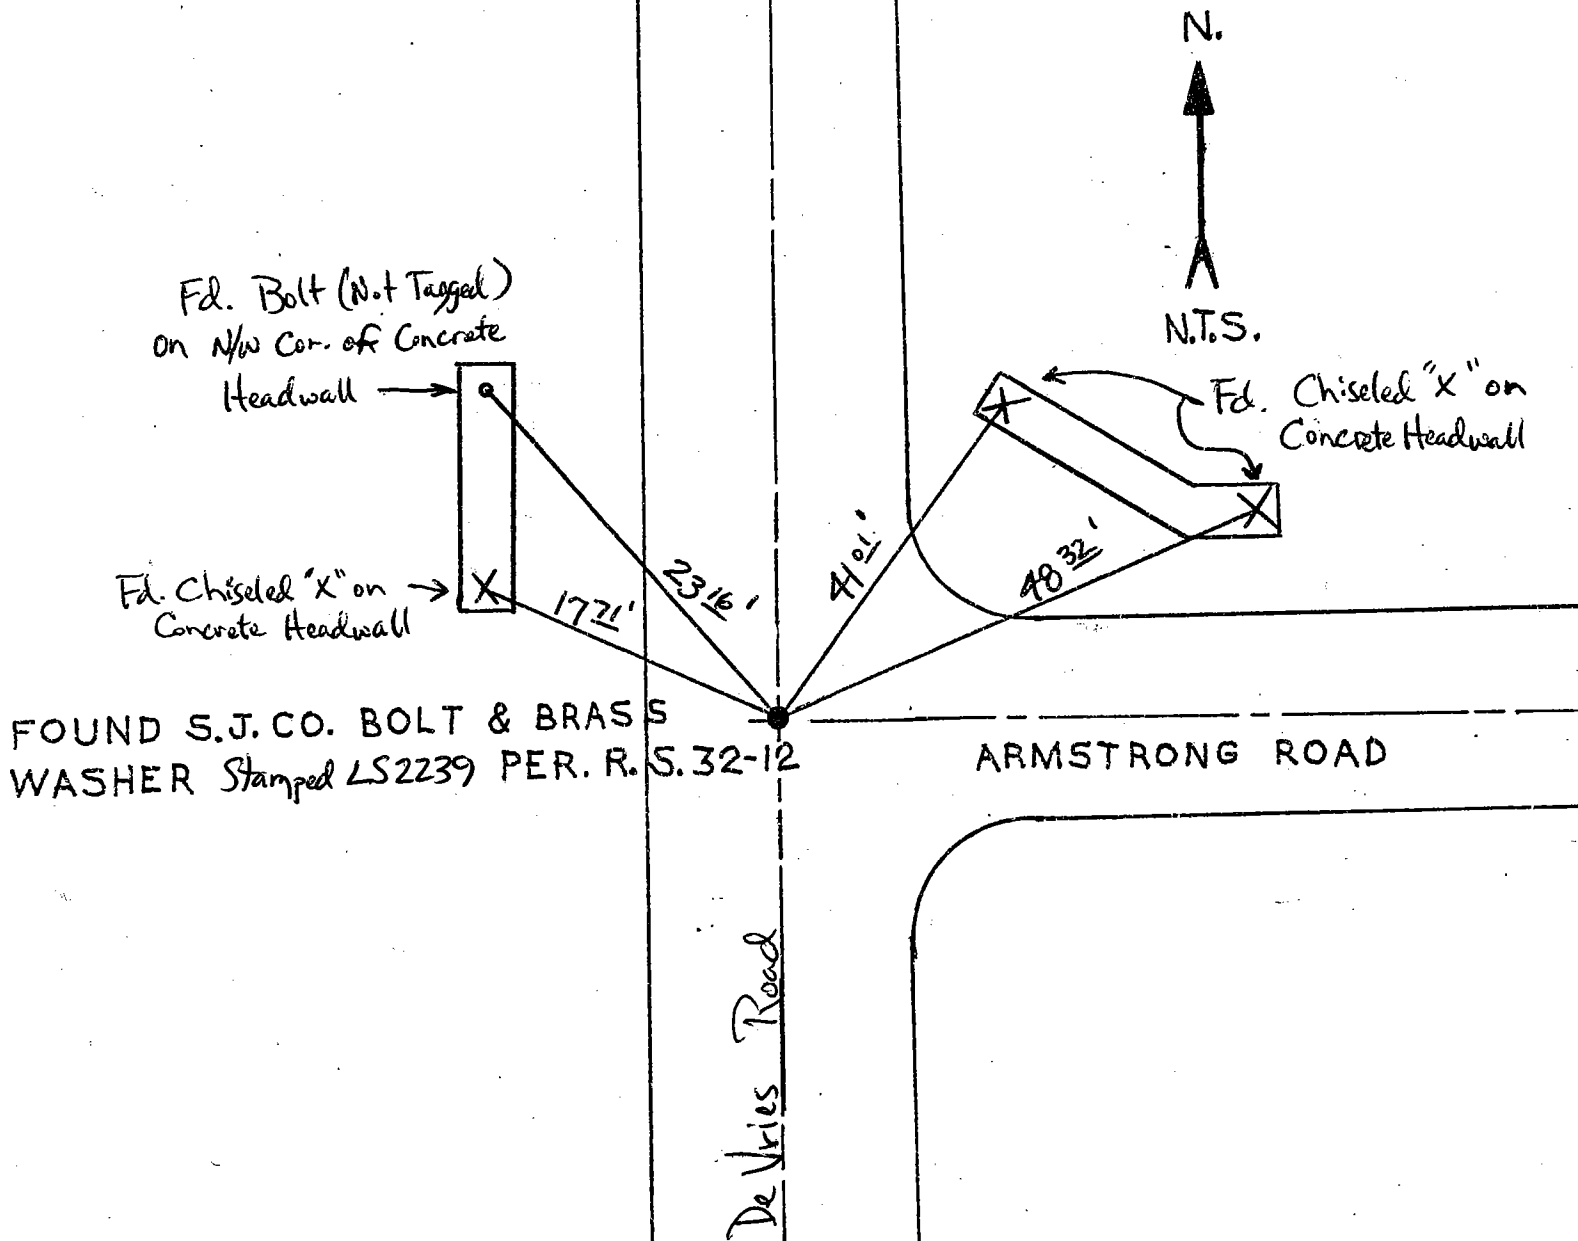 N.
N.T.S.
Fd. Bolt (Not Tagged)
on N/W Cor. of Concrete
Headwall
Fd. Chiseled "X" on
Concrete Headwall
Fd. Chiseled "X" on
Concrete Headwall
17 71'
23 16'
41 01'
48 32'
FOUND S.J.CO. BOLT & BRASS
WASHER Stamped LS2239 PER. R.S.32-12
ARMSTRONG ROAD
De Vries Road